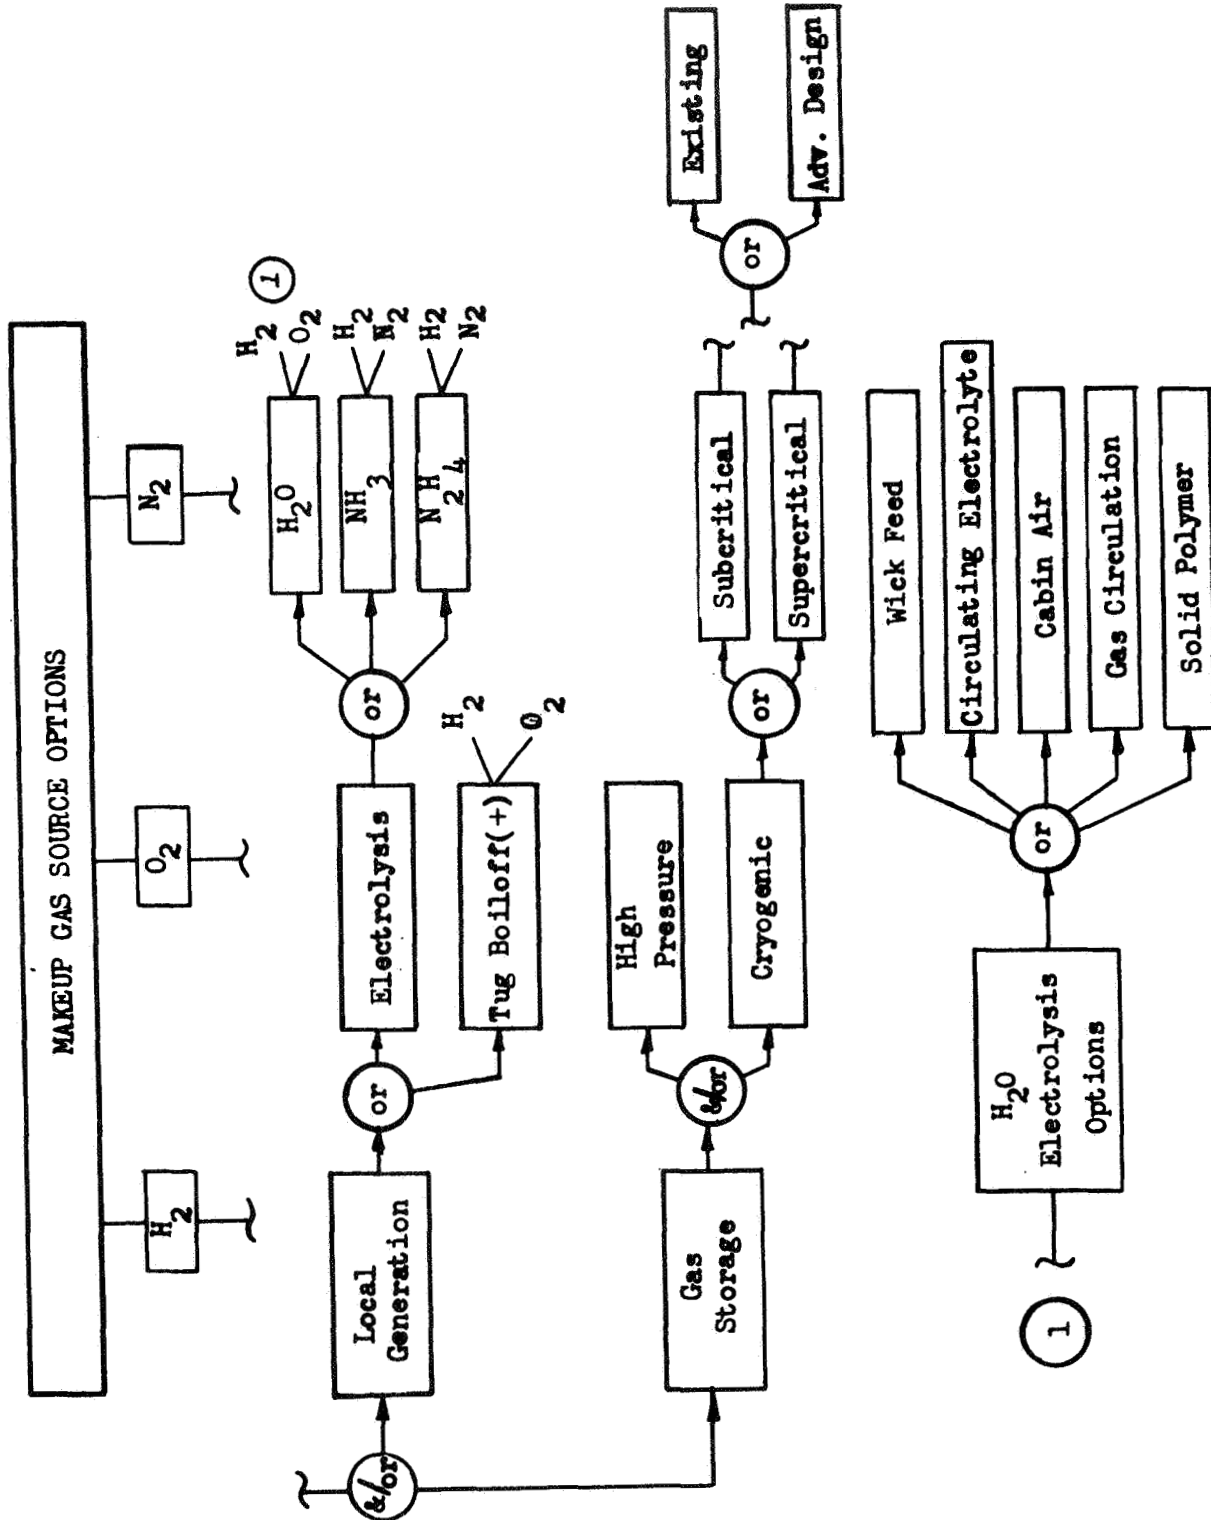 MAKEUP GAS SOURCE OPTIONS
H2
O2
N2
&/or
Local
Generation
or
Electrolysis
Tug Boiloff(+)
H2
O2
or
H2O
H2
O2
1
NH3
H2
N2
N2H4
H2
N2
Gas
Storage
&/or
High
Pressure
Cryogenic
or
Subcritical
Supercritical
or
Existing
Adv. Design
1
H2O
Electrolysis
Options
or
Wick Feed
Circulating Electrolyte
Cabin Air
Gas Circulation
Solid Polymer